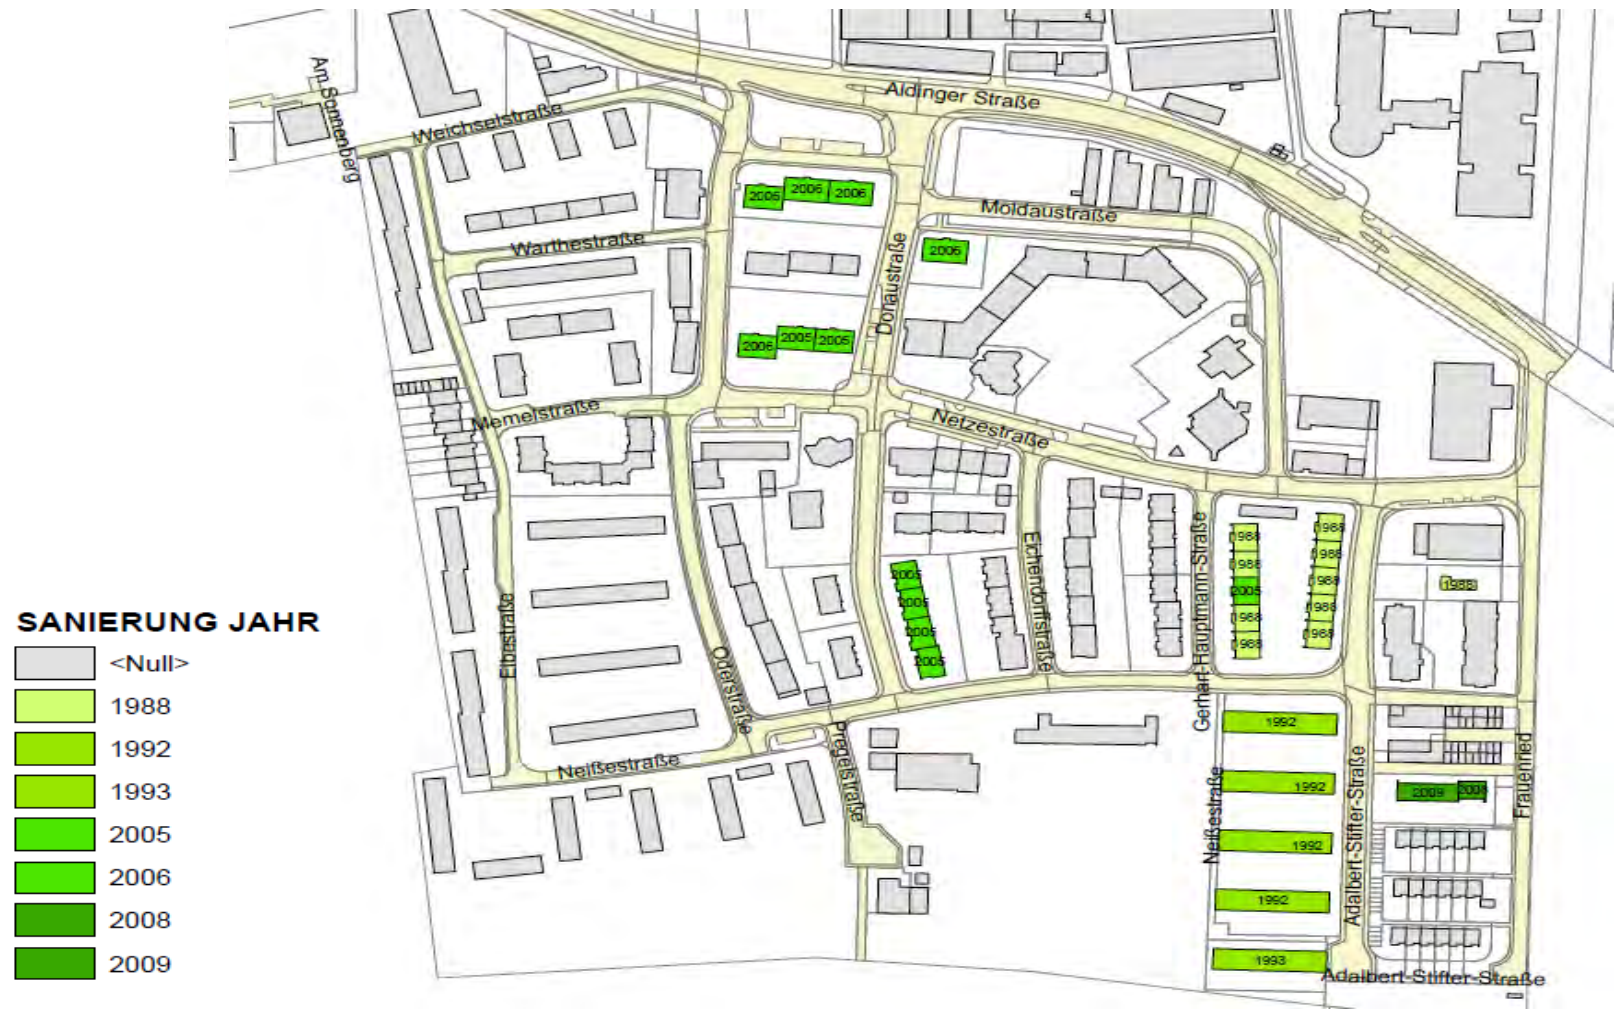 Am Sonnenberg
Weichselstraße
Aldinger Straße
Moldaustraße
Warthestraße
Donaustraße
2005
2006
2006
2006
2006
2005
2005
Memelstraße
Netzestraße
Elbestraße
Oderstraße
Eichendorffstraße
Gerhart-Hauptmann-Straße
2005
2005
2005
2005
1988
1988
2005
1988
1988
1988
1988
1988
1988
1988
1988
SANIERUNG JAHR
<Null>
1988
1992
1993
2005
2006
2008
2009
Neißestraße
Pregelstraße
Neißestraße
Adalbert-Stifter-Straße
Frauenried
1992
1992
1992
1992
1993
2009
2008
Adalbert-Stifter-Straße